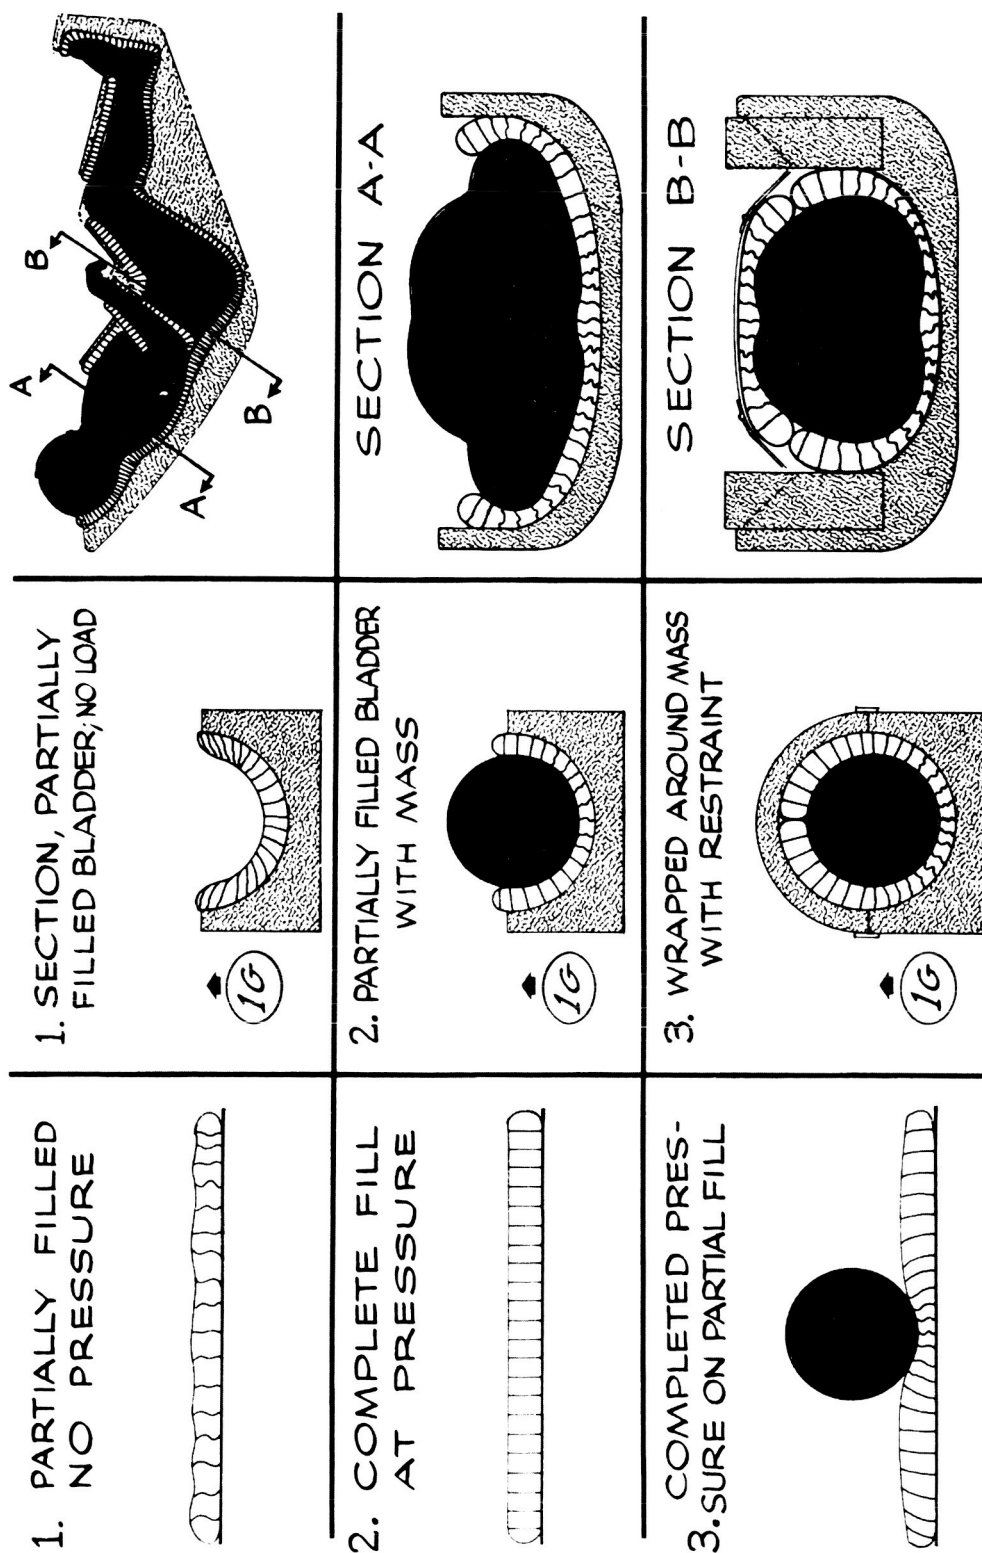 1. PARTIALLY FILLED
NO PRESSURE
1. SECTION, PARTIALLY
FILLED BLADDER; NO LOAD
1G
A
A
B
B
2. COMPLETE FILL
AT PRESSURE
2. PARTIALLY FILLED BLADDER
WITH MASS
1G
SECTION A-A
COMPLETED PRES-
3. SURE ON PARTIAL FILL
3. WRAPPED AROUND MASS
WITH RESTRAINT
1G
SECTION B-B